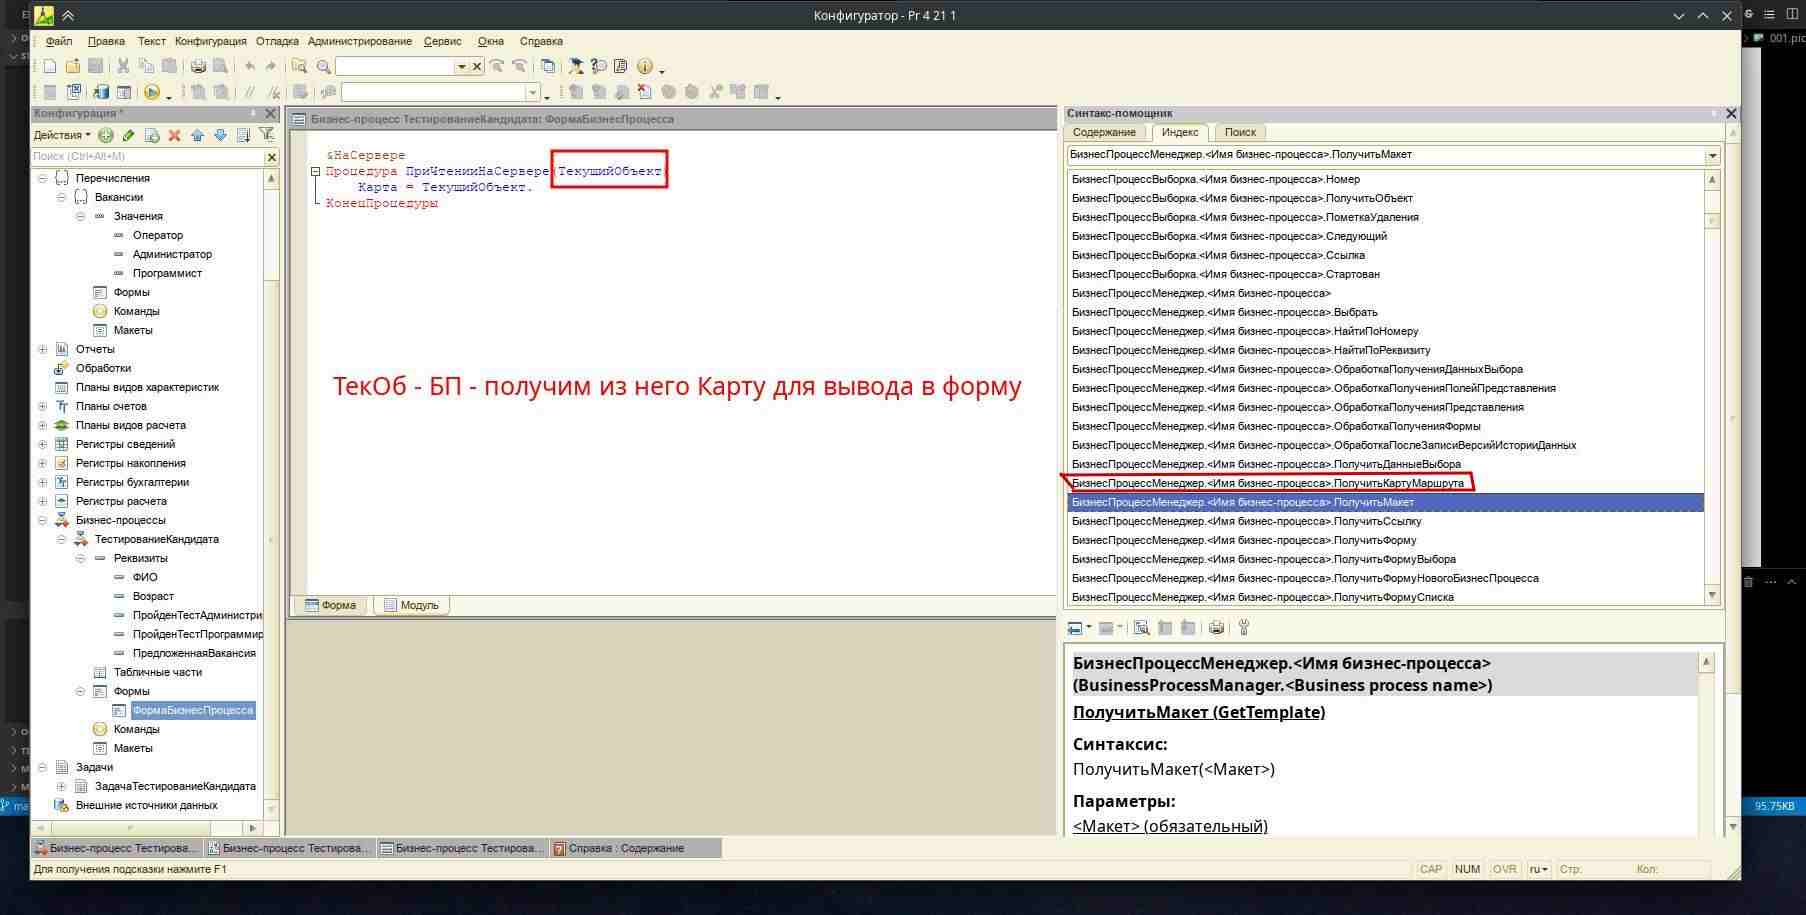 Конфигуратор - Pr 4 21 1
Файл Правка Текст Конфигурация Отладка Администрирование Сервис Окна Справка
001.pic
Конфигурация *
Действия
Поиск (Ctrl+Alt+M)
Перечисления
Вакансии
Значения
Оператор
Администратор
Программист
Формы
Команды
Макеты
Отчеты
Обработки
Планы видов характеристик
Планы счетов
Планы видов расчета
Регистры сведений
Регистры накопления
Регистры бухгалтерии
Регистры расчета
Бизнес-процессы
ТестированиеКандидата
Реквизиты
ФИО
Возраст
ПройденТестАдминистри
ПройденТестПрограммир
ПредложеннаяВакансия
Табличные части
Формы
ФормаБизнесПроцесса
Команды
Макеты
Задачи
ЗадачаТестированиеКандидата
Внешние источники данных
Бизнес-процесс ТестированиеКандидата: ФормаБизнесПроцесса
&НаСервере
Процедура ПриЧтенииНаСервере(ТекущийОбъект)
Карта = ТекущийОбъект.
КонецПроцедуры
ТекОб - БП - получим из него Карту для вывода в форму
Форма Модуль
Синтакс-помощник
Содержание Индекс Поиск
БизнесПроцессМенеджер.<Имя бизнес-процесса>.ПолучитьМакет
БизнесПроцессВыборка.<Имя бизнес-процесса>.Номер
БизнесПроцессВыборка.<Имя бизнес-процесса>.ПолучитьОбъект
БизнесПроцессВыборка.<Имя бизнес-процесса>.ПометкаУдаления
БизнесПроцессВыборка.<Имя бизнес-процесса>.Следующий
БизнесПроцессВыборка.<Имя бизнес-процесса>.Ссылка
БизнесПроцессВыборка.<Имя бизнес-процесса>.Стартован
БизнесПроцессМенеджер.<Имя бизнес-процесса>
БизнесПроцессМенеджер.<Имя бизнес-процесса>.Выбрать
БизнесПроцессМенеджер.<Имя бизнес-процесса>.НайтиПоНомеру
БизнесПроцессМенеджер.<Имя бизнес-процесса>.НайтиПоРеквизиту
БизнесПроцессМенеджер.<Имя бизнес-процесса>.ОбработкаПолученияДанныхВыбора
БизнесПроцессМенеджер.<Имя бизнес-процесса>.ОбработкаПолученияПолейПредставления
БизнесПроцессМенеджер.<Имя бизнес-процесса>.ОбработкаПолученияПредставления
БизнесПроцессМенеджер.<Имя бизнес-процесса>.ОбработкаПолученияФормы
БизнесПроцессМенеджер.<Имя бизнес-процесса>.ОбработкаПослеЗаписиВерсийИсторииДанных
БизнесПроцессМенеджер.<Имя бизнес-процесса>.ПолучитьДанныеВыбора
БизнесПроцессМенеджер.<Имя бизнес-процесса>.ПолучитьКартуМаршрута
БизнесПроцессМенеджер.<Имя бизнес-процесса>.ПолучитьМакет
БизнесПроцессМенеджер.<Имя бизнес-процесса>.ПолучитьСсылку
БизнесПроцессМенеджер.<Имя бизнес-процесса>.ПолучитьФорму
БизнесПроцессМенеджер.<Имя бизнес-процесса>.ПолучитьФормуВыбора
БизнесПроцессМенеджер.<Имя бизнес-процесса>.ПолучитьФормуНовогоБизнесПроцесса
БизнесПроцессМенеджер.<Имя бизнес-процесса>.ПолучитьФормуСписка
БизнесПроцессМенеджер.<Имя бизнес-процесса>
(BusinessProcessManager.<Business process name>)
ПолучитьМакет (GetTemplate)
Синтаксис:
ПолучитьМакет(<Макет>)
Параметры:
<Макет> (обязательный)
95.75KB
Бизнес-процесс Тестирова... Бизнес-процесс Тестирова... Бизнес-процесс Тестирова... Справка : Содержание
Для получения подсказки нажмите F1
CAP NUM OVR ru Стр: Кол: